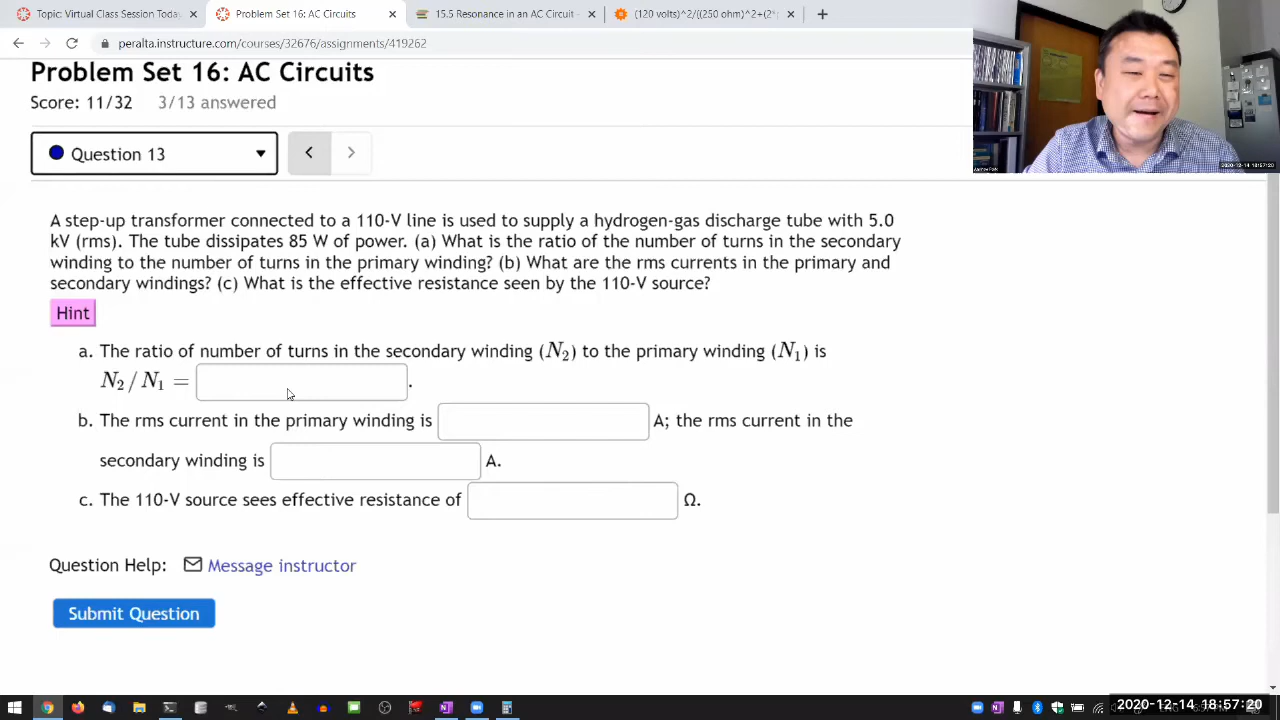 Topic: Virtual Class Session Today
Problem Set 16: AC Circuits
15.5 Resonance in an AC Circuit -
(120 volts)^2/((250 ohm)^2+(2*
peralta.instructure.com/courses/32676/assignments/419262
Problem Set 16: AC Circuits
Score: 11/32 3/13 answered
Question 13
A step-up transformer connected to a 110-V line is used to supply a hydrogen-gas discharge tube with 5.0
kV (rms). The tube dissipates 85 W of power. (a) What is the ratio of the number of turns in the secondary
winding to the number of turns in the primary winding? (b) What are the rms currents in the primary and
secondary windings? (c) What is the effective resistance seen by the 110-V source?
Hint
a. The ratio of number of turns in the secondary winding (N₂) to the primary winding (N₁) is
N₂ / N₁ = .
b. The rms current in the primary winding is A; the rms current in the
secondary winding is A.
c. The 110-V source sees effective resistance of Ω.
Question Help: Message instructor
Submit Question
2020-12-14 18:57:20
2020-12-14 18:57:20